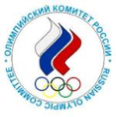 ОЛИМПИЙСКИЙ КОМИТЕТ РОССИИ
RUSSIAN OLYMPIC COMMITTEE